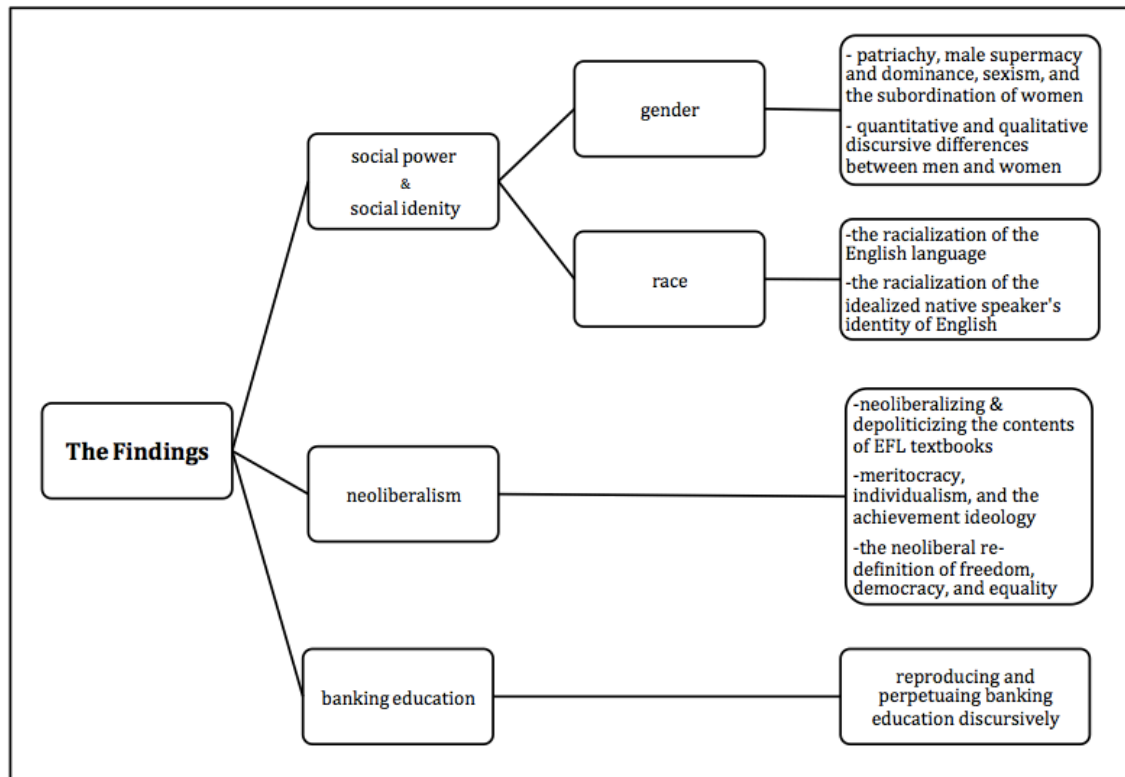 The Findings
social power
&
social idenity
gender
- patriachy, male supermacy
and dominance, sexism, and
the subordination of women
- quantitative and qualitative
discursive differences
between men and women
race
-the racialization of the
English language
-the racialization of the
idealized native speaker's
identity of English
neoliberalism
-neoliberalizing &
depoliticizing the contents
of EFL textbooks
-meritocracy,
individualism, and the
achievement ideology
-the neoliberal re-
definition of freedom,
democracy, and equality
banking education
reproducing and
perpetuaing banking
education discursively